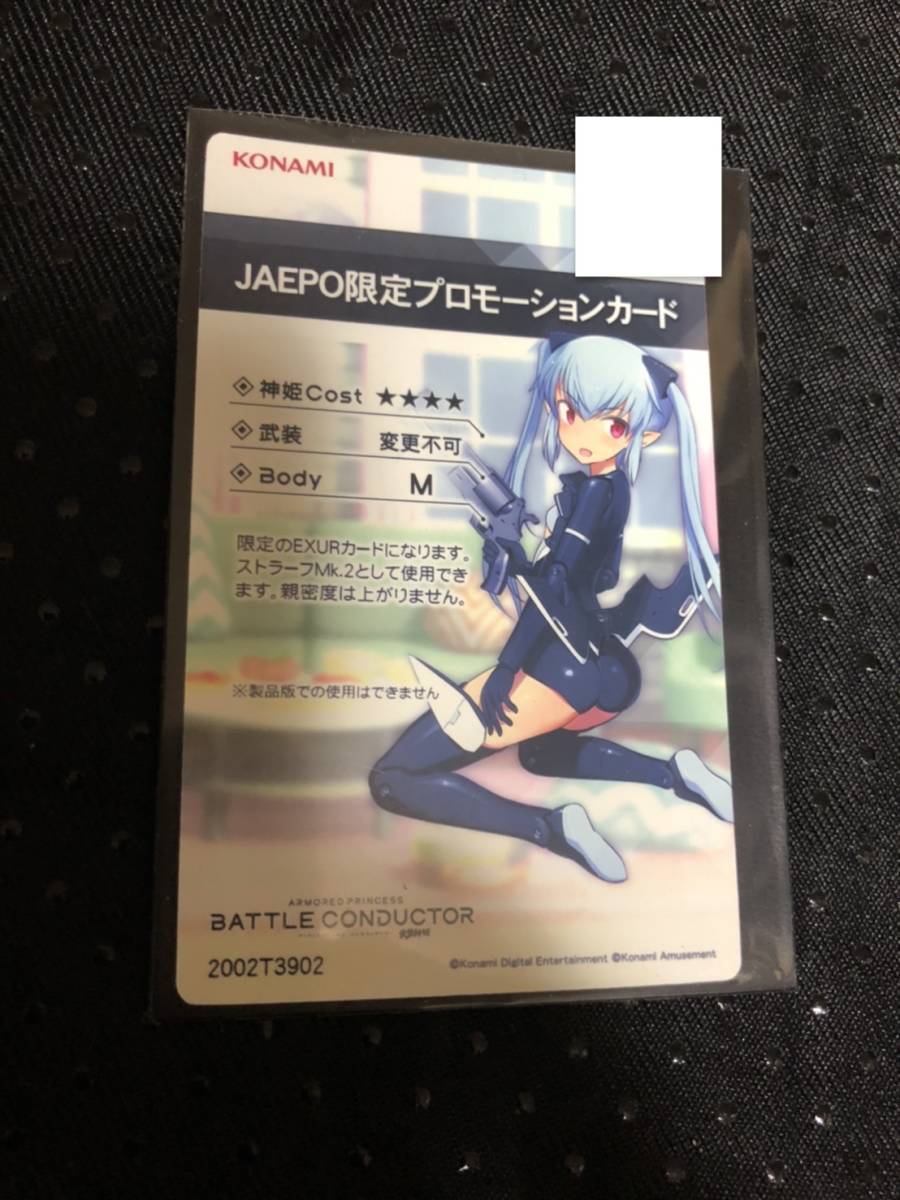 KONAMI
JAEPO限定プロモーションカード
神姫Cost ★★★★
武装 変更不可
Body M
限定のEXURカードになります。
ストラーフMk.2として使用でき
ます。親密度は上がりません。
※製品版での使用はできません
ARMORED PRINCESS
BATTLE CONDUCTOR
武装神姫
2002T3902
©Konami Digital Entertainment ©Konami Amusement